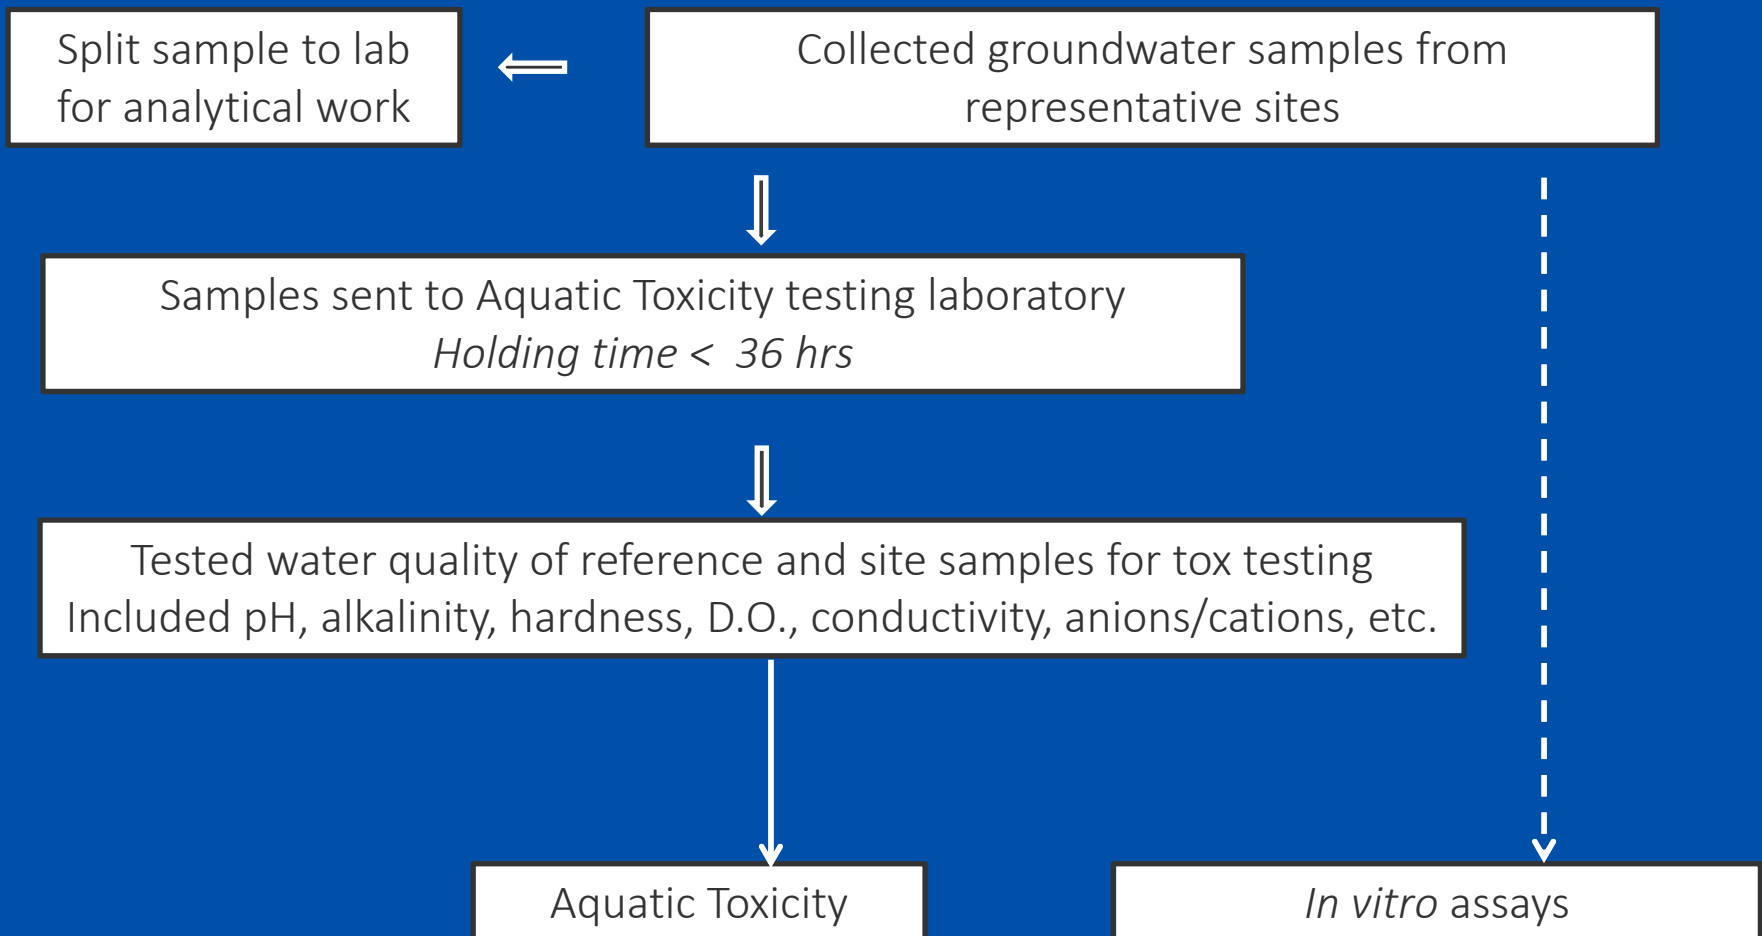 Split sample to lab
for analytical work
Collected groundwater samples from
representative sites
Samples sent to Aquatic Toxicity testing laboratory
Holding time <  36 hrs
Tested water quality of reference and site samples for tox testing
Included pH, alkalinity, hardness, D.O., conductivity, anions/cations, etc.
Aquatic Toxicity
In vitro assays